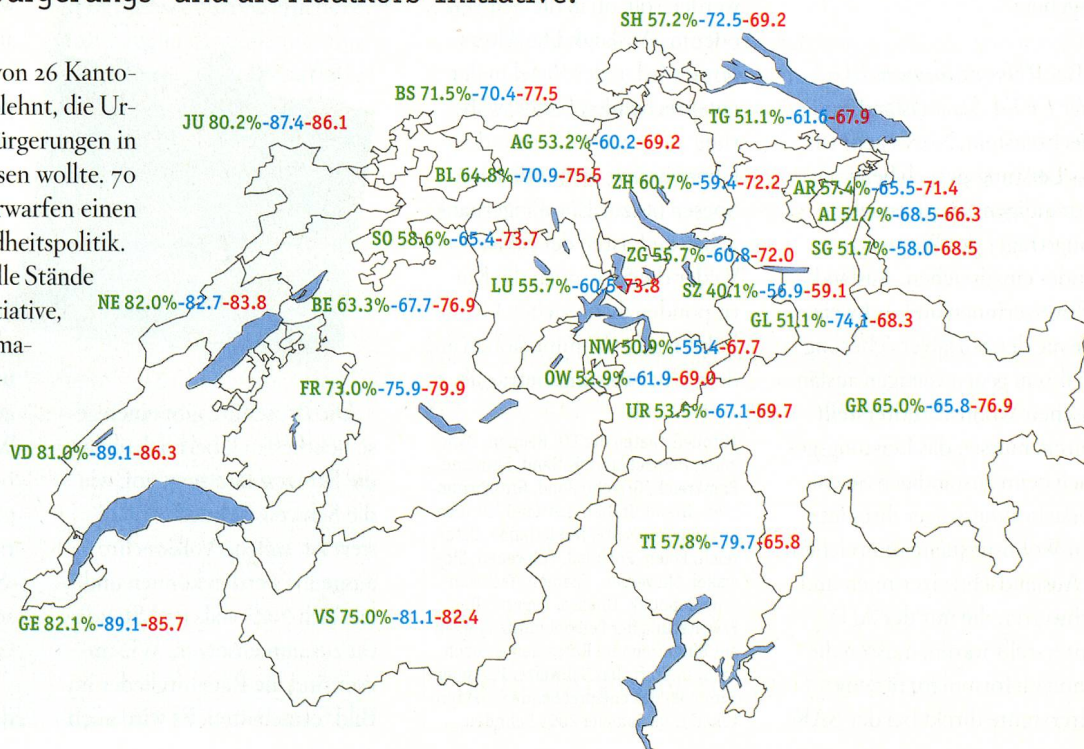 und die Maulkorb-Initiative.
von 26 Kanto-
lehnt, die Ur-
bürgerungen in
sen wollte. 70
rwarfen einen
dheitspolitik.
lle Stände
tiative,
ma-
SH 57.2%-72.5-69.2
BS 71.5%-70.4-77.5
JU 80.2%-87.4-86.1
TG 51.1%-61.6-67.9
AG 53.2%-60.2-69.2
BL 64.8%-70.9-75.5
ZH 60.7%-59.4-72.2
AR 57.4%-65.5-71.4
AI 51.7%-68.5-66.3
SO 58.6%-65.4-73.7
ZG 55.7%-60.8-72.0
SG 51.7%-58.0-68.5
LU 55.7%-60.5-73.8
SZ 40.1%-56.9-59.1
NE 82.0%-82.7-83.8
BE 63.3%-67.7-76.9
GL 51.1%-74.1-68.3
NW 50.9%-55.4-67.7
OW 52.9%-61.9-69.0
FR 73.0%-75.9-79.9
UR 53.5%-67.1-69.7
GR 65.0%-65.8-76.9
VD 81.0%-89.1-86.3
TI 57.8%-79.7-65.8
GE 82.1%-89.1-85.7
VS 75.0%-81.1-82.4